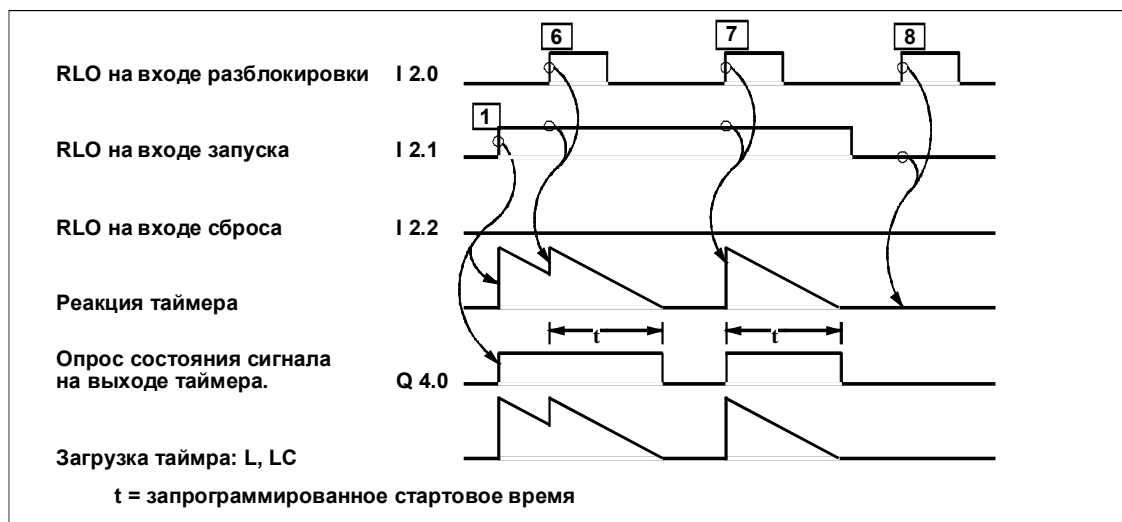 6 7 8
RLO на входе разблокировки I 2.0
1
RLO на входе запуска I 2.1
RLO на входе сброса I 2.2
Реакция таймера
t t
Опрос состояния сигнала
на выходе таймера. Q 4.0
Загрузка таймра: L, LC
t = запрограммированное стартовое время